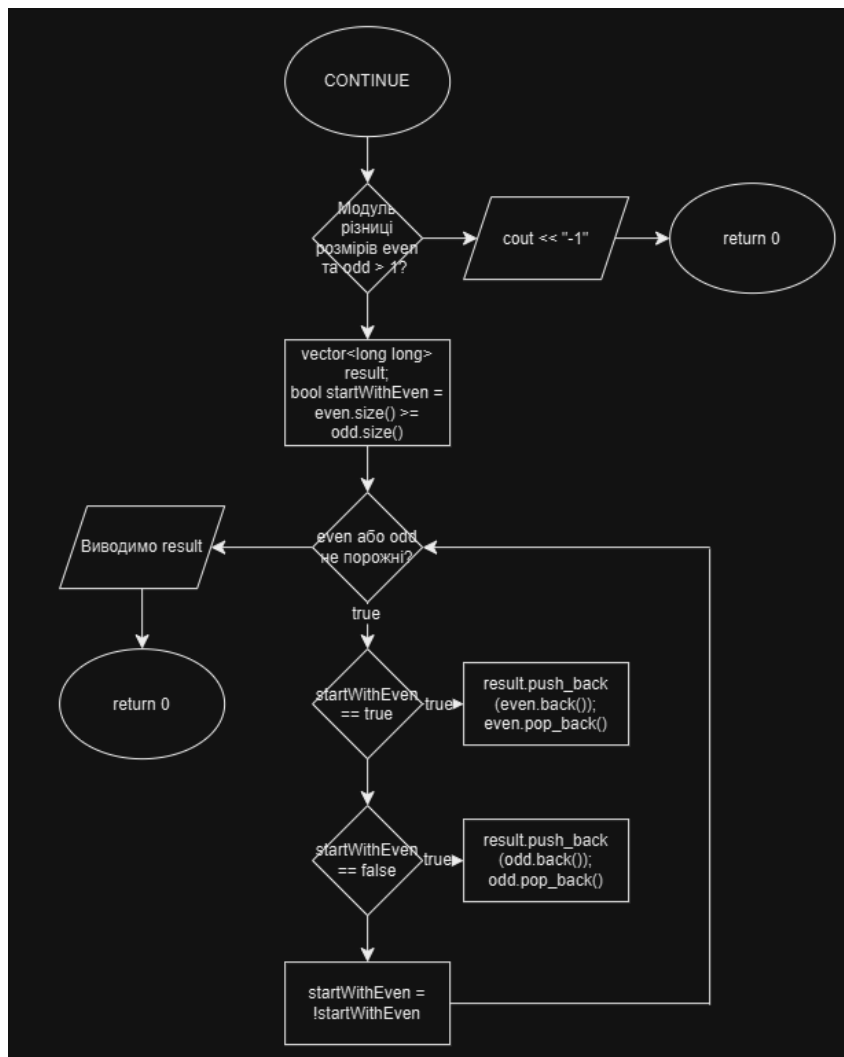 CONTINUE
Модуль
різниці
розмірів even
та odd > 1?
cout << "-1"
return 0
vector<long long>
result;
bool startWithEven =
even.size() >=
odd.size()
even або odd
не порожні?
Виводимо result
return 0
true
startWithEven
== true
true
result.push_back
(even.back());
even.pop_back()
startWithEven
== false
true
result.push_back
(odd.back());
odd.pop_back()
startWithEven =
!startWithEven